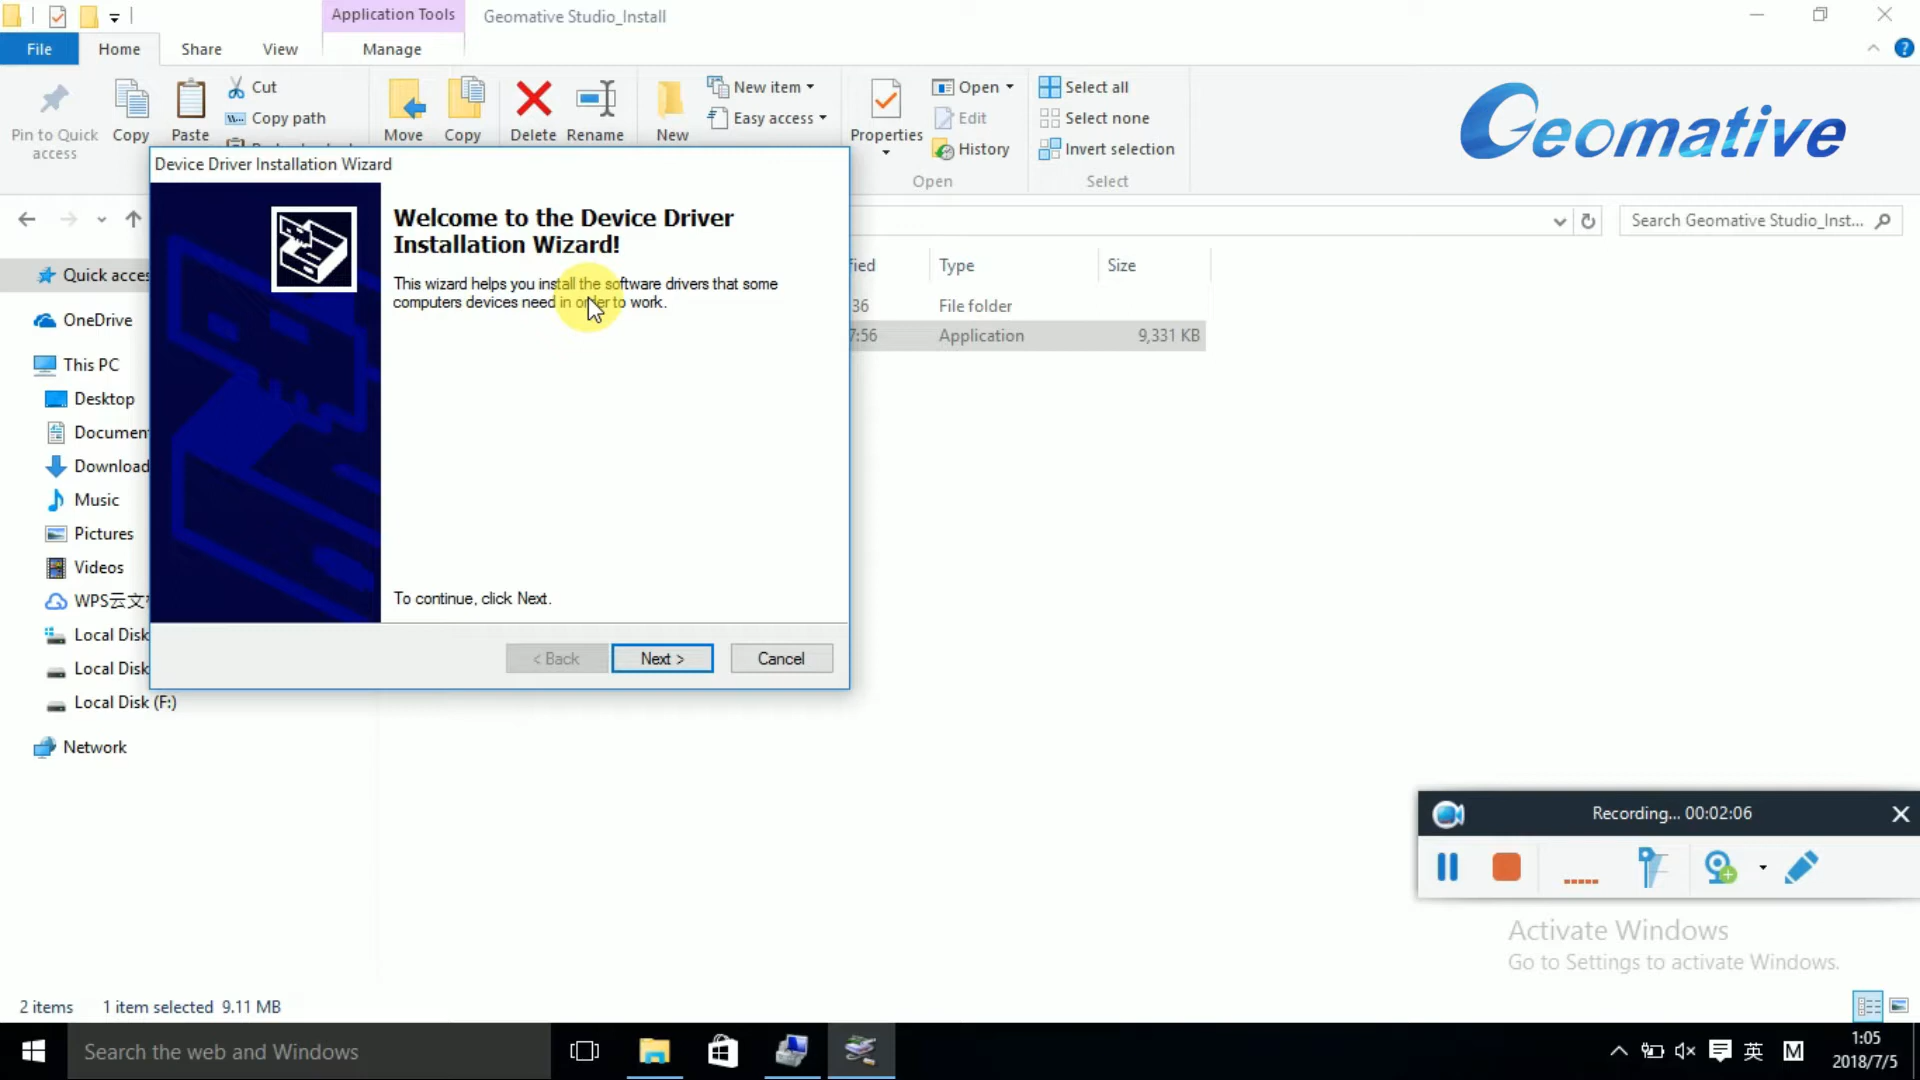 Application Tools
Geomative Studio_Install
File
Home
Share
View
Manage
Pin to Quick
access
Copy
Paste
Cut
Copy path
Move
Copy
Delete
Rename
New
New item
Easy access
Properties
Open
Edit
History
Open
Select all
Select none
Invert selection
Select
Geomative
Device Driver Installation Wizard
Welcome to the Device Driver
Installation Wizard!
This wizard helps you install the software drivers that some
computers devices need in order to work.
To continue, click Next.
< Back
Next >
Cancel
Search Geomative Studio_Inst...
fied
Type
Size
36
File folder
7:56
Application
9,331 KB
Quick acces
OneDrive
This PC
Desktop
Documen
Download
Music
Pictures
Videos
WPS云文
Local Disk
Local Disk
Local Disk (F:)
Network
Recording... 00:02:06
Activate Windows
Go to Settings to activate Windows.
2 items
1 item selected 9.11 MB
Search the web and Windows
英
M
1:05
2018/7/5